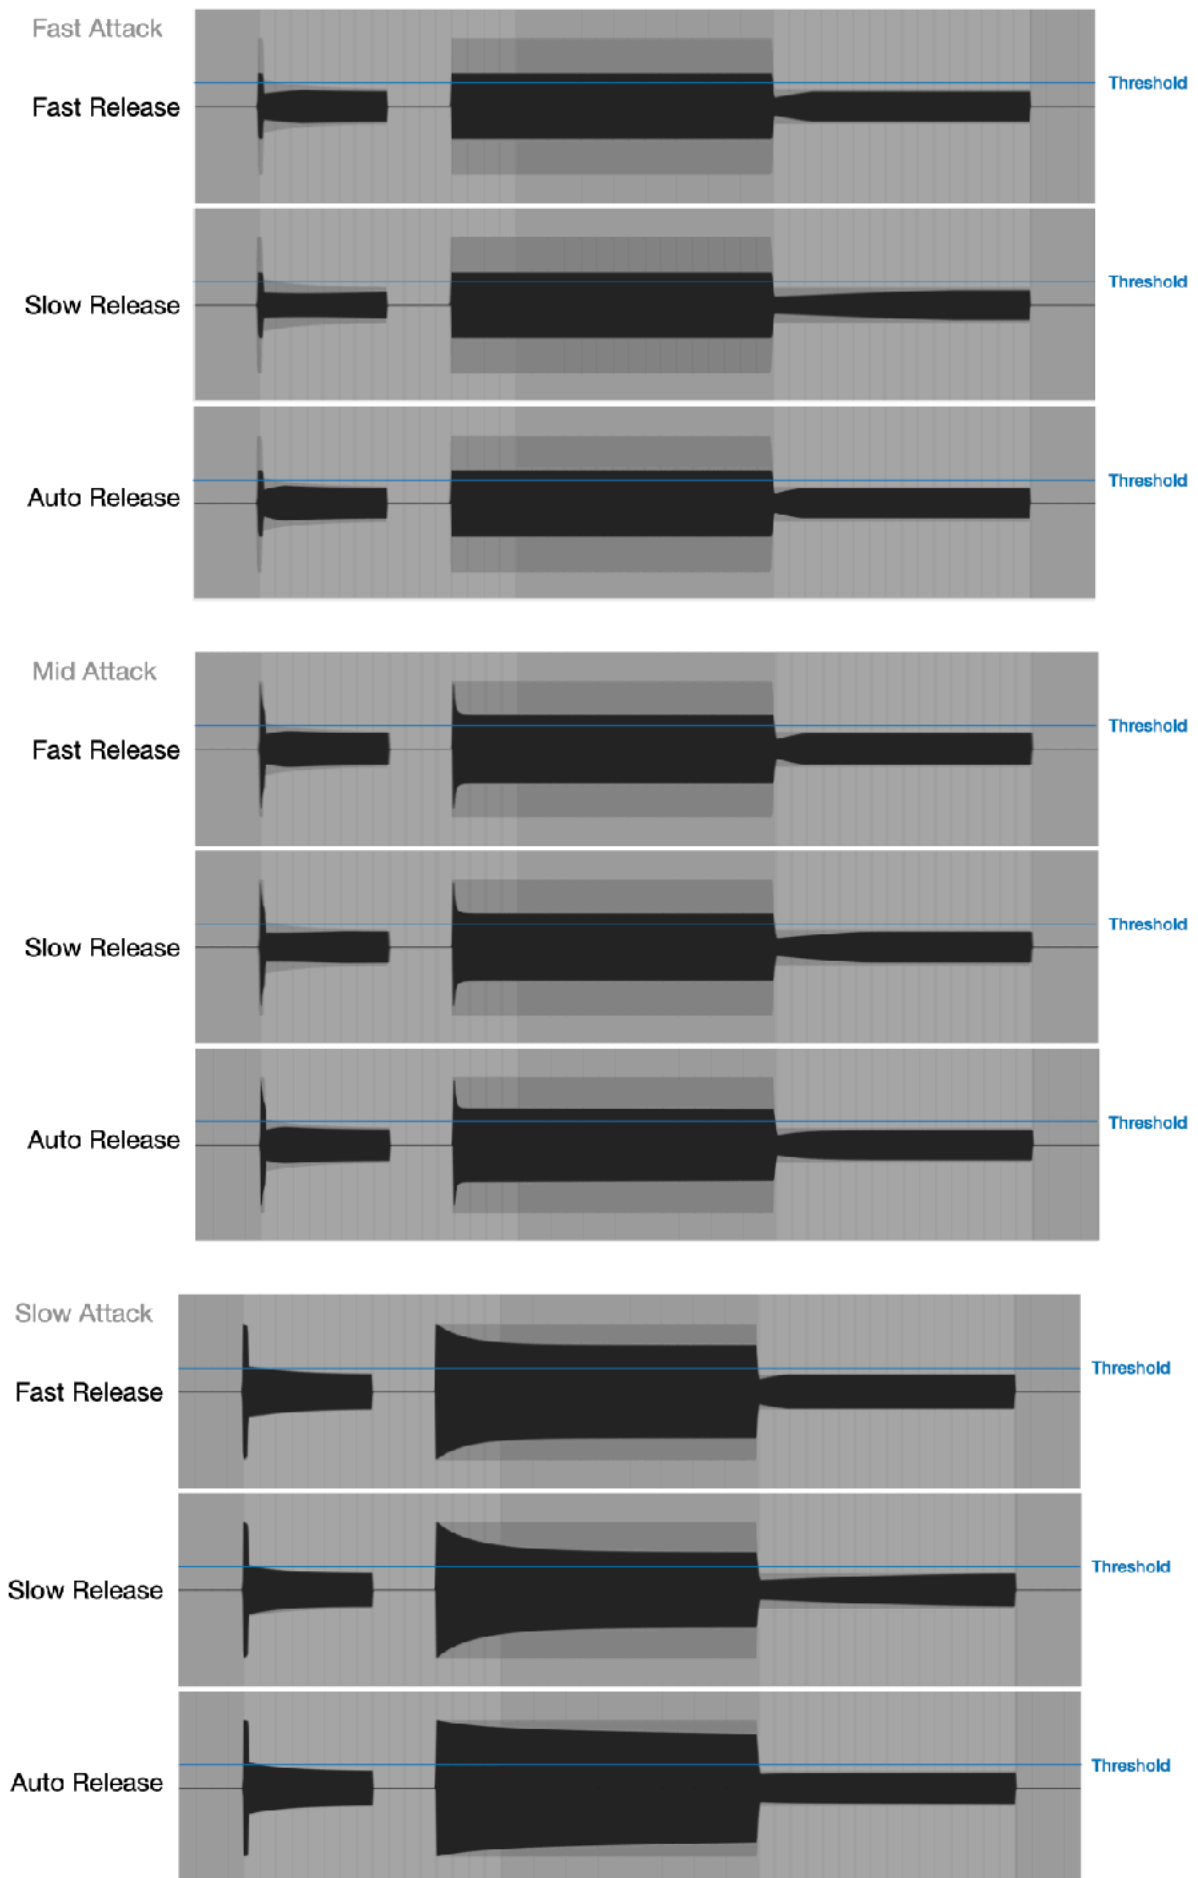 Fast Attack
Threshold
Fast Release
Threshold
Slow Release
Threshold
Auto Release
Mid Attack
Threshold
Fast Release
Threshold
Slow Release
Threshold
Auto Release
Slow Attack
Threshold
Fast Release
Threshold
Slow Release
Threshold
Auto Release